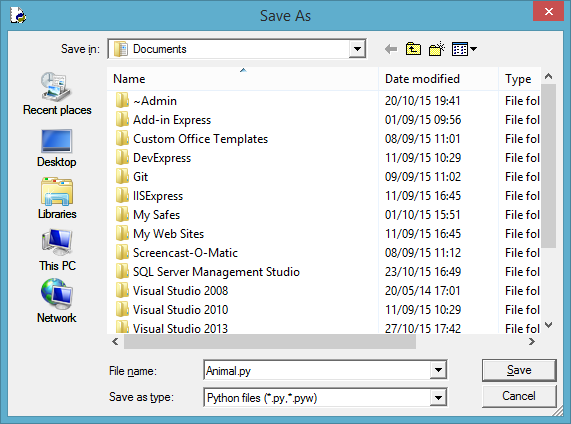 Save As
Save in: Documents
Name Date modified Type
~Admin 20/10/15 19:41 File fol
Add-in Express 01/09/15 09:56 File fol
Custom Office Templates 08/09/15 11:01 File fol
DevExpress 11/09/15 10:29 File fol
Git 09/09/15 11:02 File fol
IISExpress 11/09/15 16:45 File fol
My Safes 01/10/15 15:51 File fol
My Web Sites 11/09/15 16:45 File fol
Screencast-O-Matic 08/09/15 11:12 File fol
SQL Server Management Studio 23/10/15 16:49 File fol
Visual Studio 2008 20/05/14 17:01 File fol
Visual Studio 2010 11/09/15 10:29 File fol
Visual Studio 2013 27/10/15 17:42 File fol
Recent places
Desktop
Libraries
This PC
Network
File name: Animal.py Save
Save as type: Python files (*.py,*.pyw) Cancel